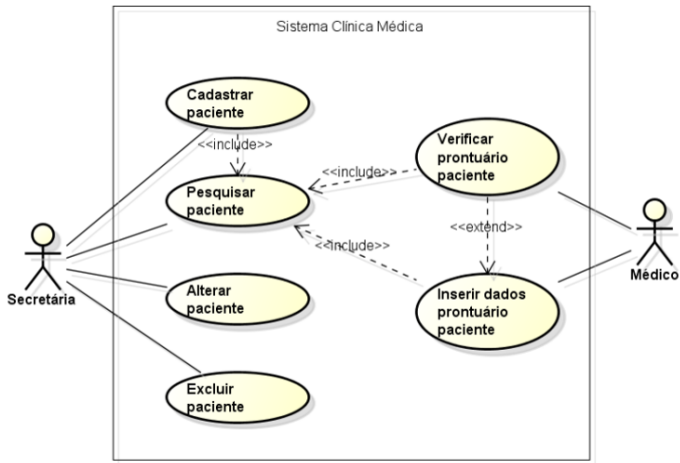 Sistema Clínica Médica
Cadastrar
paciente
<<include>>
Pesquisar
paciente
<<include>>
Verificar
prontuário
paciente
<<extend>>
<<include>>
Secretária
Médico
Alterar
paciente
Inserir dados
prontuário
paciente
Excluir
paciente